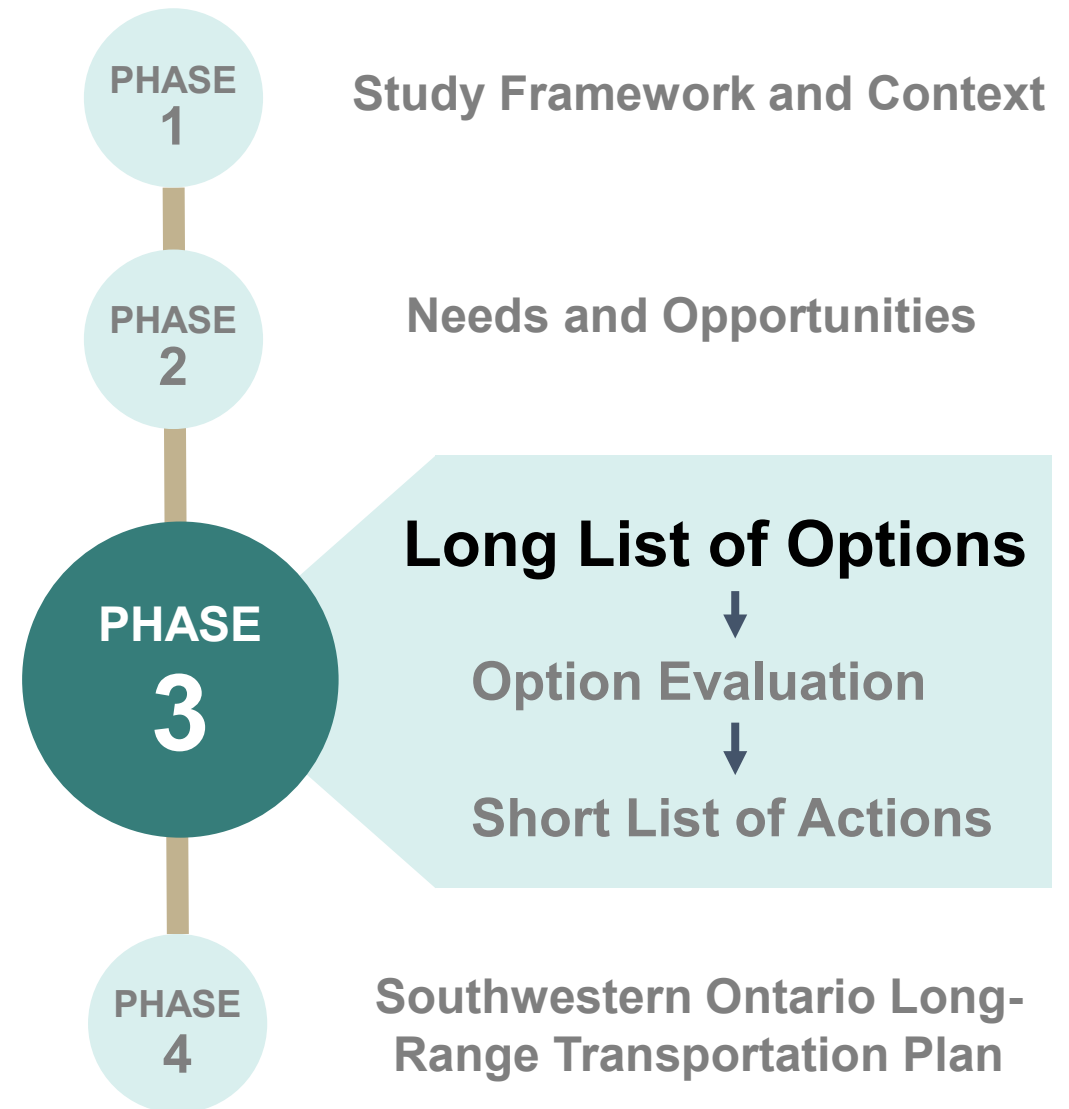 PHASE
1
Study Framework and Context
PHASE
2
Needs and Opportunities
PHASE
3
Long List of Options
Option Evaluation
Short List of Actions
PHASE
4
Southwestern Ontario Long-
Range Transportation Plan